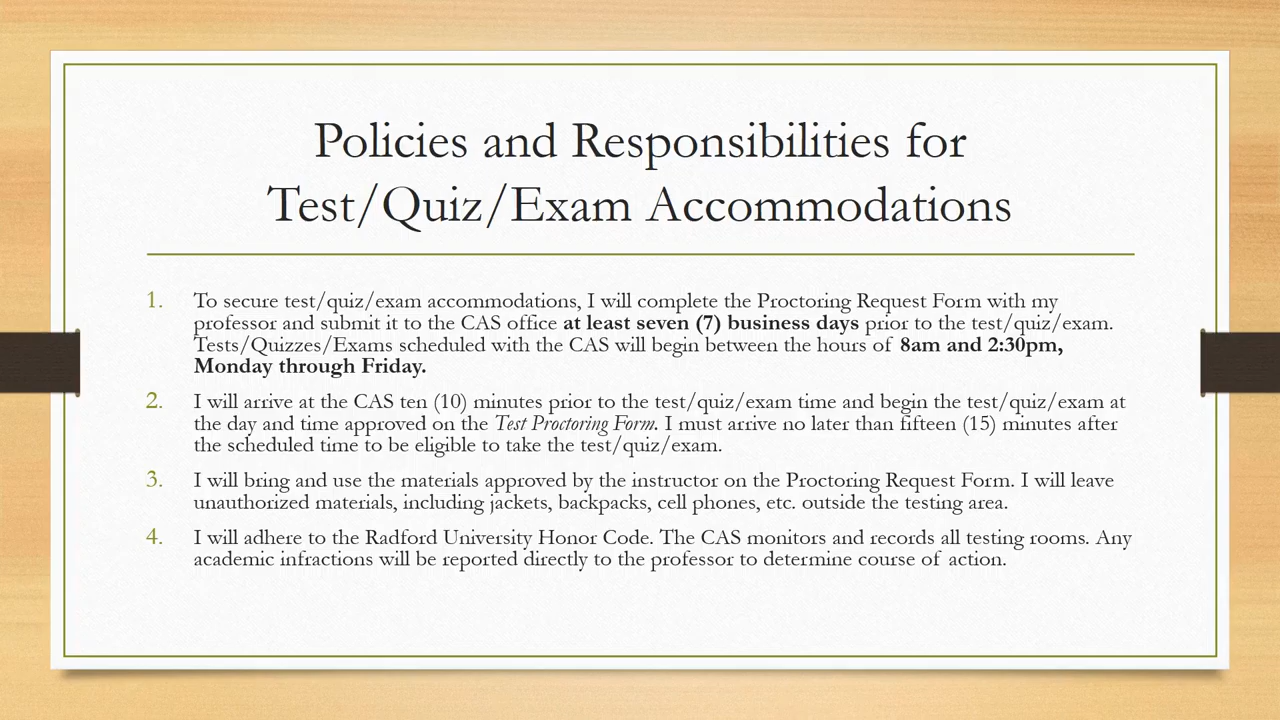 Policies and Responsibilities for
Test/Quiz/Exam Accommodations
1. To secure test/quiz/exam accommodations, I will complete the Proctoring Request Form with my
professor and submit it to the CAS office at least seven (7) business days prior to the test/quiz/exam.
Tests/Quizzes/Exams scheduled with the CAS will begin between the hours of 8am and 2:30pm,
Monday through Friday.
2. I will arrive at the CAS ten (10) minutes prior to the test/quiz/exam time and begin the test/quiz/exam at
the day and time approved on the Test Proctoring Form. I must arrive no later than fifteen (15) minutes after
the scheduled time to be eligible to take the test/quiz/exam.
3. I will bring and use the materials approved by the instructor on the Proctoring Request Form. I will leave
unauthorized materials, including jackets, backpacks, cell phones, etc. outside the testing area.
4. I will adhere to the Radford University Honor Code. The CAS monitors and records all testing rooms. Any
academic infractions will be reported directly to the professor to determine course of action.